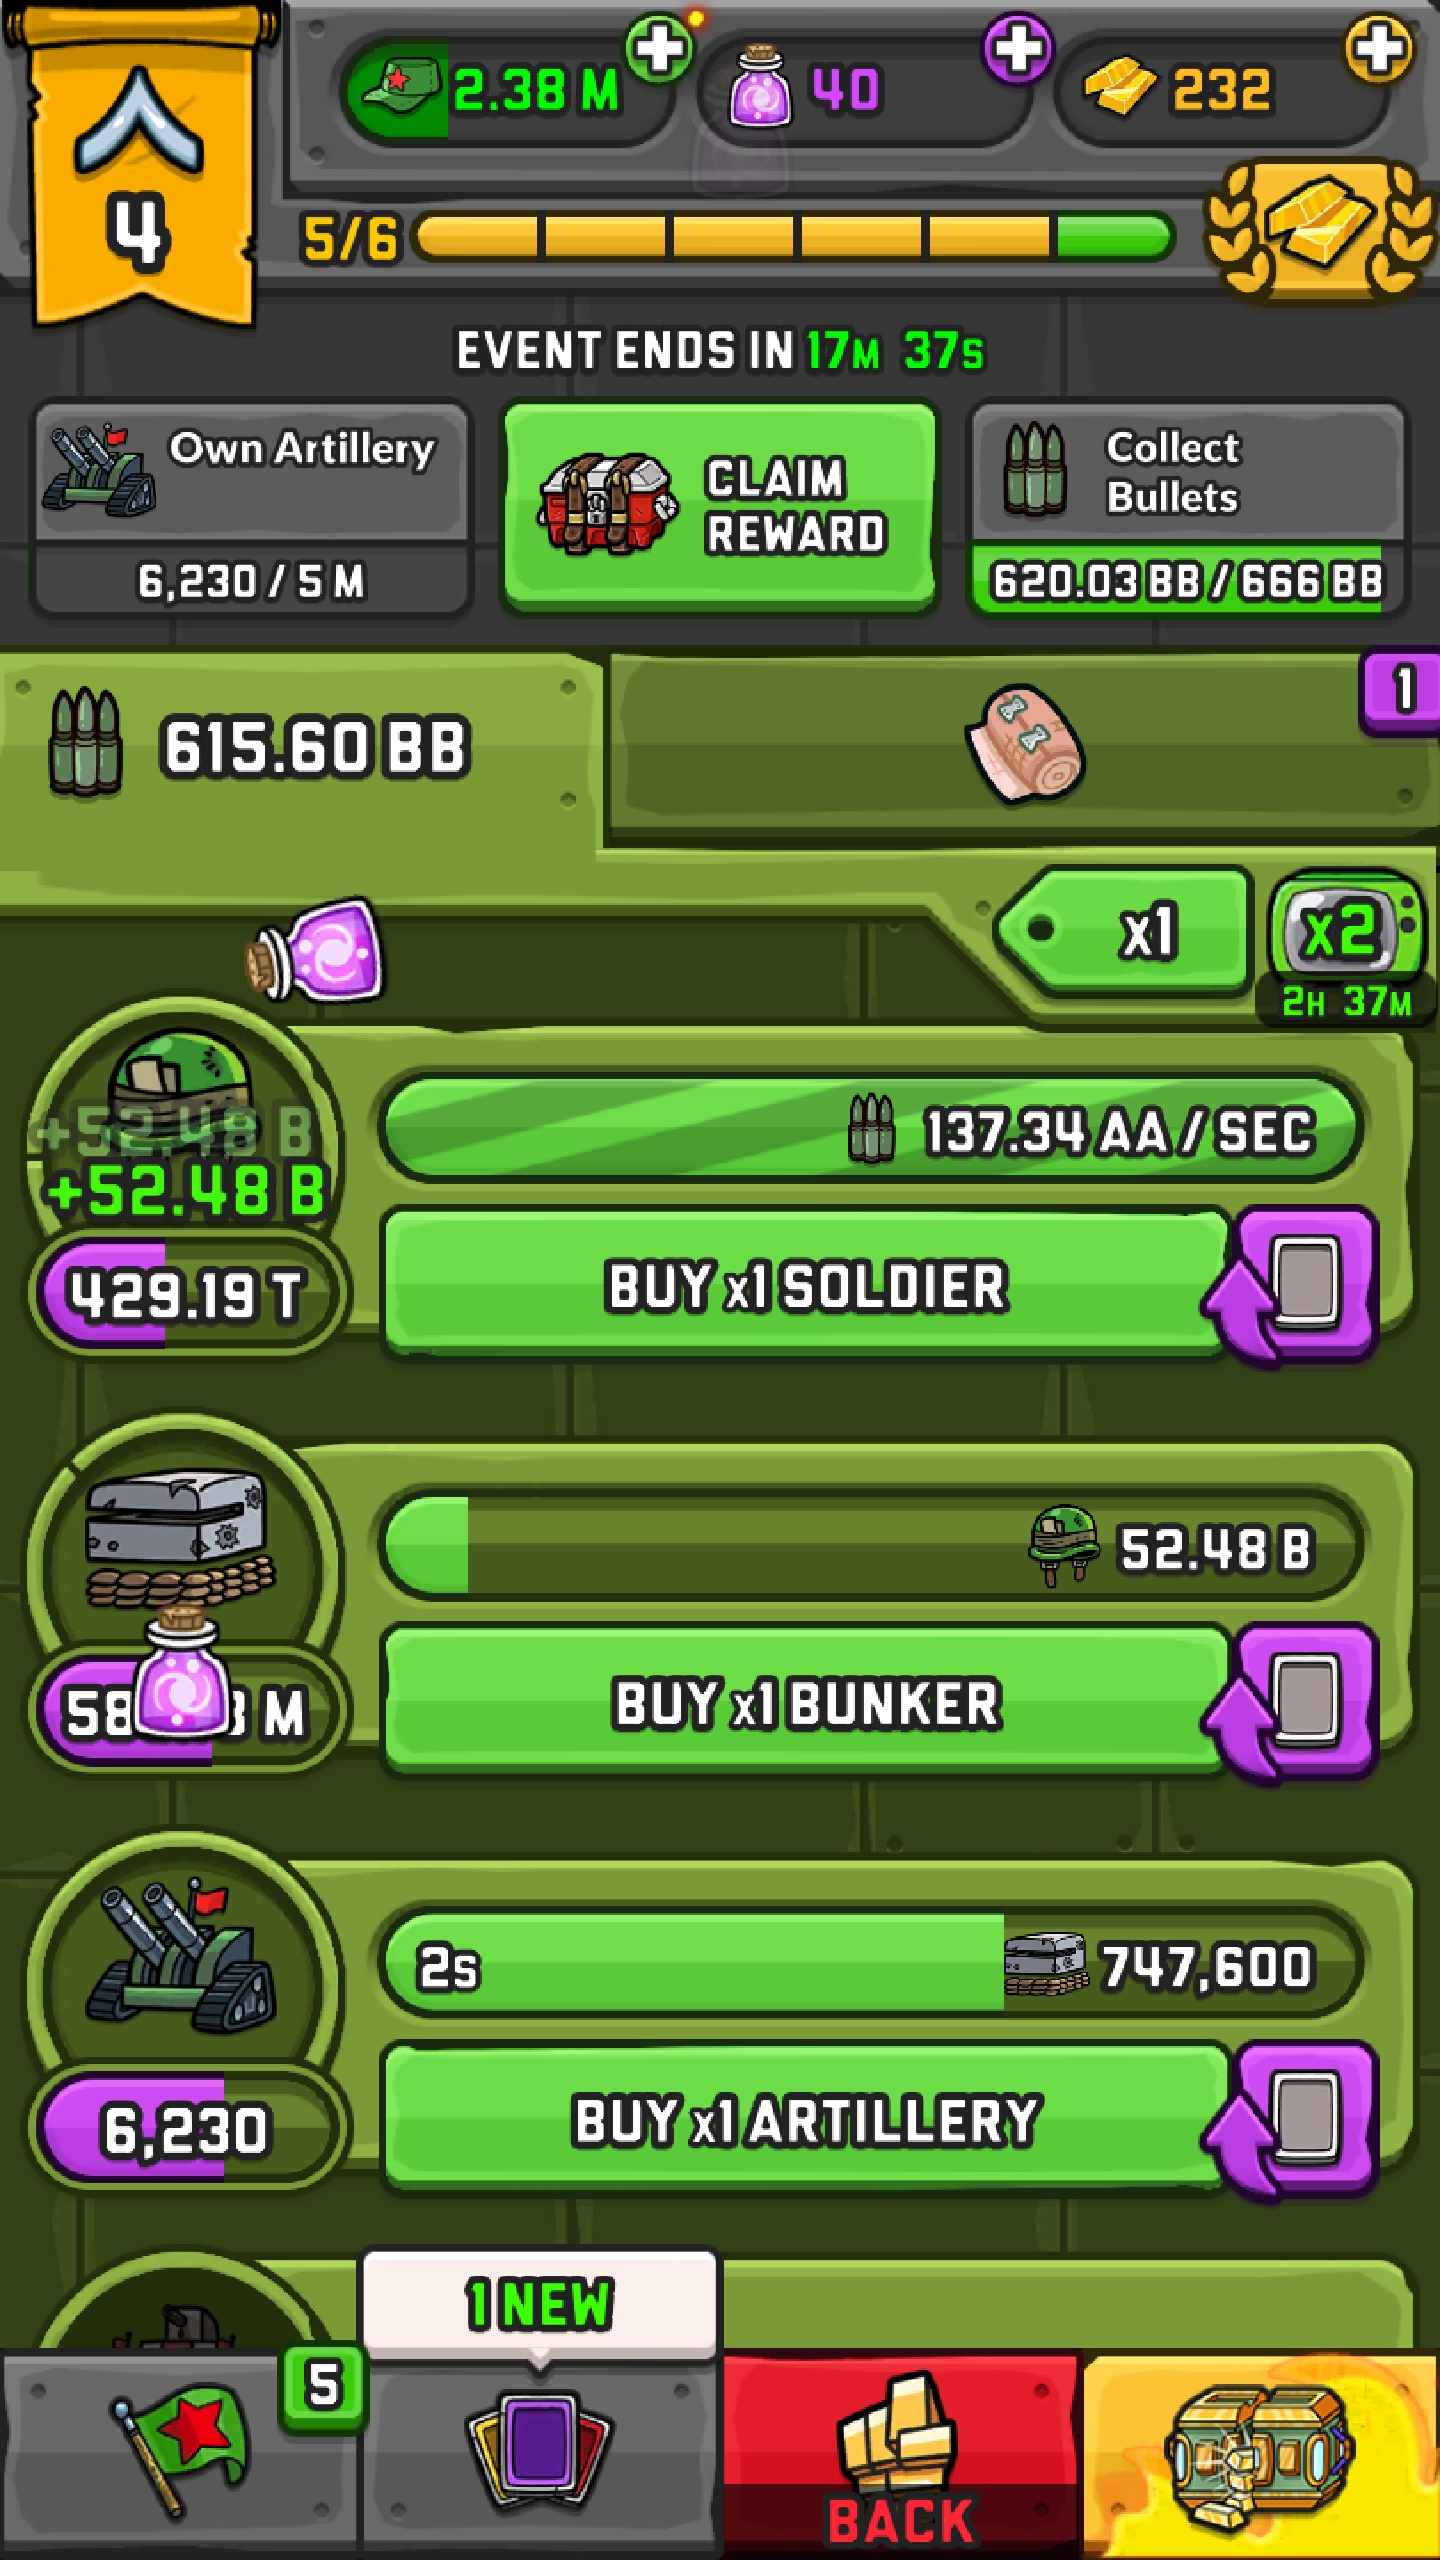 2.38 M
40
232
4
5/6
EVENT ENDS IN 17M 37S
Own Artillery
6,230 / 5 M
CLAIM
REWARD
Collect
Bullets
620.03 BB / 666 BB
615.60 BB
1
x1
x2
2H 37M
+52.48 B
+52.48 B
137.34 AA / SEC
429.19 T
BUY x1 SOLDIER
52.48 B
BUY x1 BUNKER
2s
747,600
6,230
BUY x1 ARTILLERY
1 NEW
5
BACK